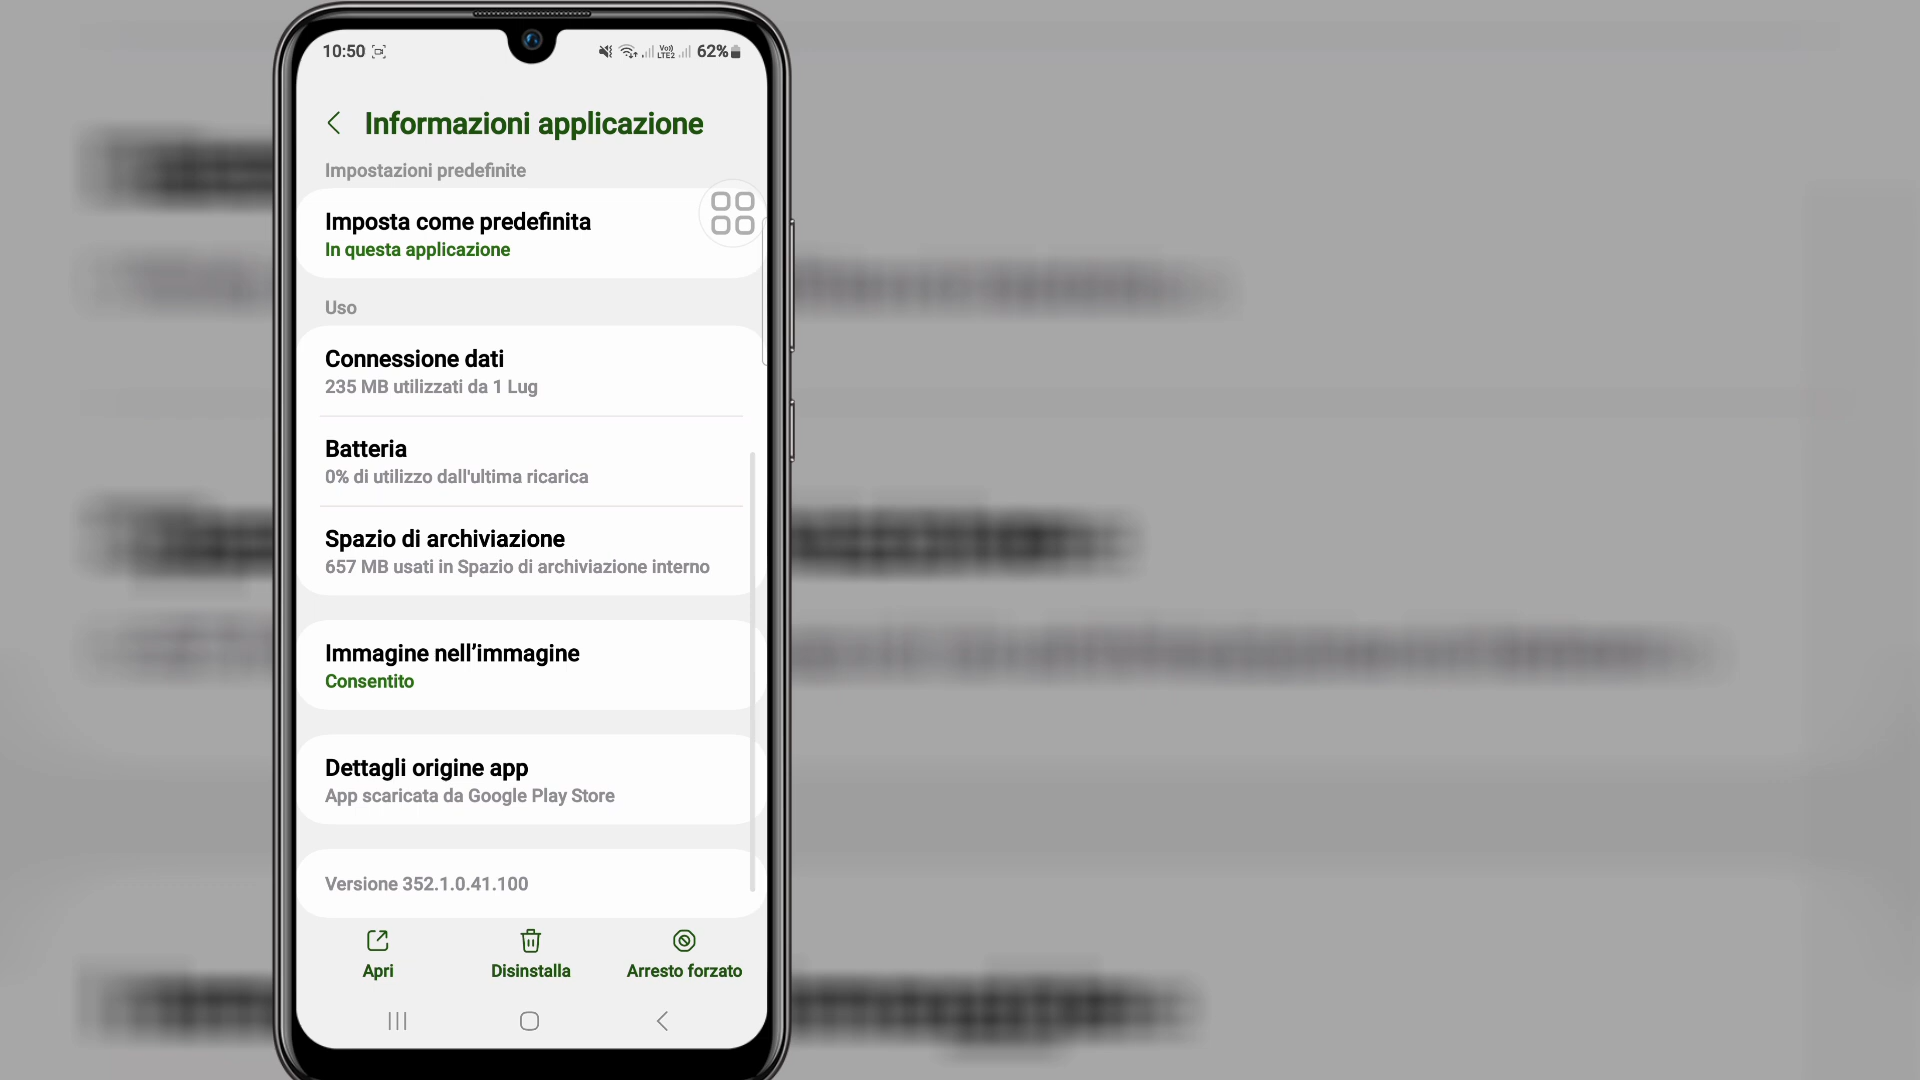 10:50
Vo)) LTE2 62%
Informazioni applicazione
Impostazioni predefinite
Imposta come predefinita
In questa applicazione
Uso
Connessione dati
235 MB utilizzati da 1 Lug
Batteria
0% di utilizzo dall'ultima ricarica
Spazio di archiviazione
657 MB usati in Spazio di archiviazione interno
Immagine nell’immagine
Consentito
Dettagli origine app
App scaricata da Google Play Store
Versione 352.1.0.41.100
Apri
Disinstalla
Arresto forzato